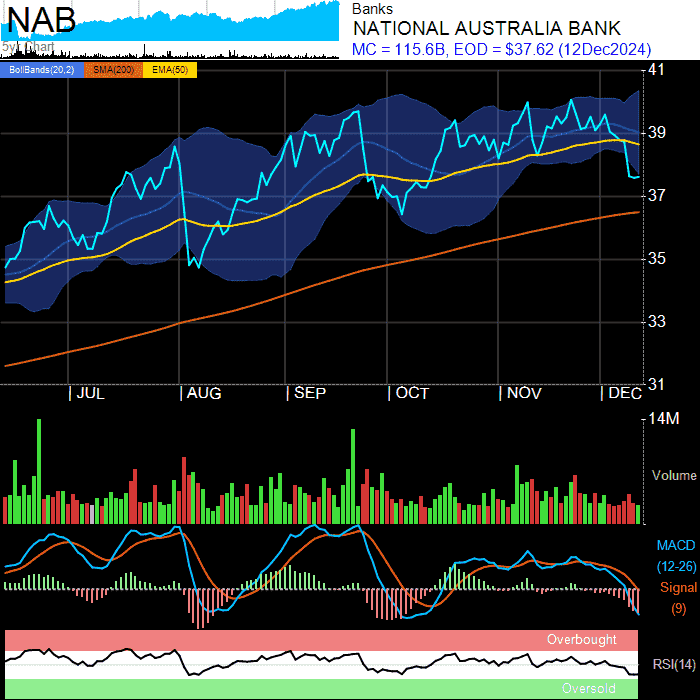 NAB
5yr Chart
Banks
NATIONAL AUSTRALIA BANK
MC = 115.6B, EOD = $37.62 (12Dec2024)
BollBands(20,2) SMA(200) EMA(50)
41
39
37
35
33
31
JUL AUG SEP OCT NOV DEC
14M
Volume
MACD
(12-26)
Signal
(9)
Overbought
RSI(14)
Oversold